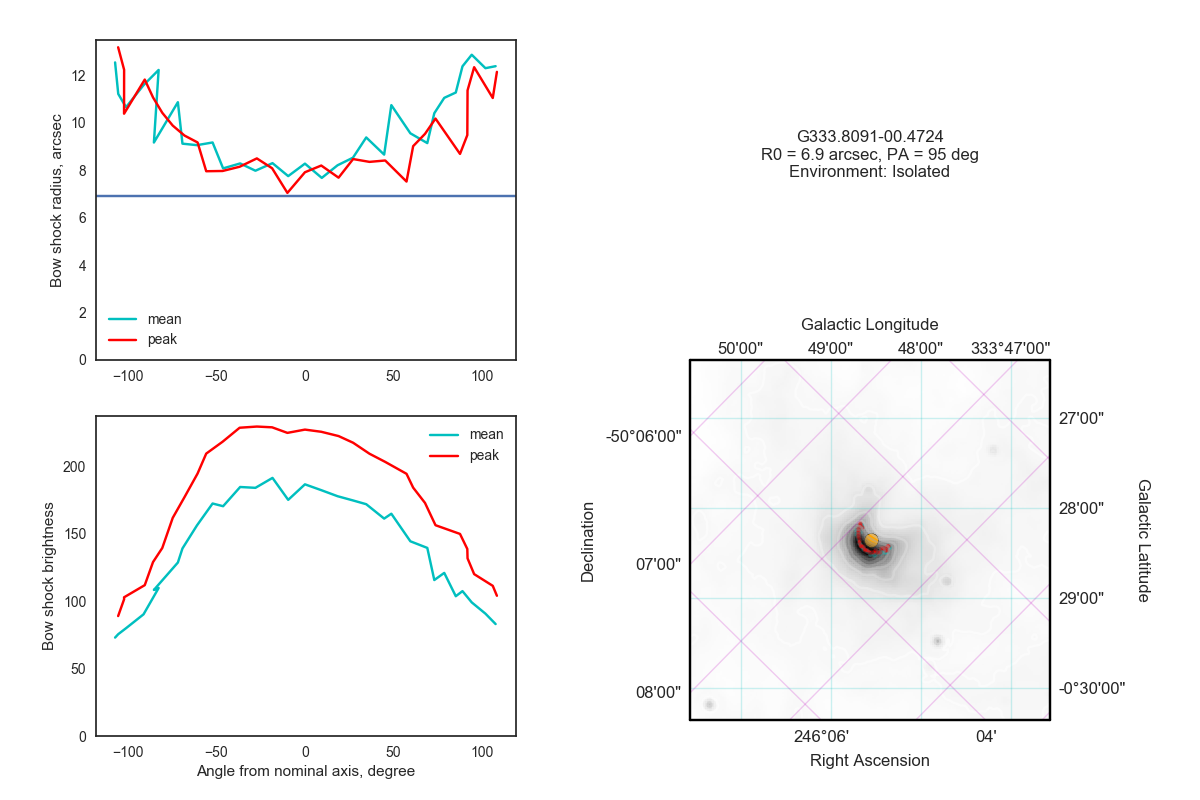 12
10
8
6
4
2
0
Bow shock radius, arcsec
mean
peak
−100
−50
0
50
100
G333.8091-00.4724
R0 = 6.9 arcsec, PA = 95 deg
Environment: Isolated
200
150
100
50
0
Bow shock brightness
mean
peak
−100
−50
0
50
100
Angle from nominal axis, degree
Galactic Longitude
50'00"
49'00"
48'00"
333°47'00"
-50°06'00"
07'00"
08'00"
Declination
27'00"
28'00"
29'00"
-0°30'00"
Galactic Latitude
246°06'
04'
Right Ascension